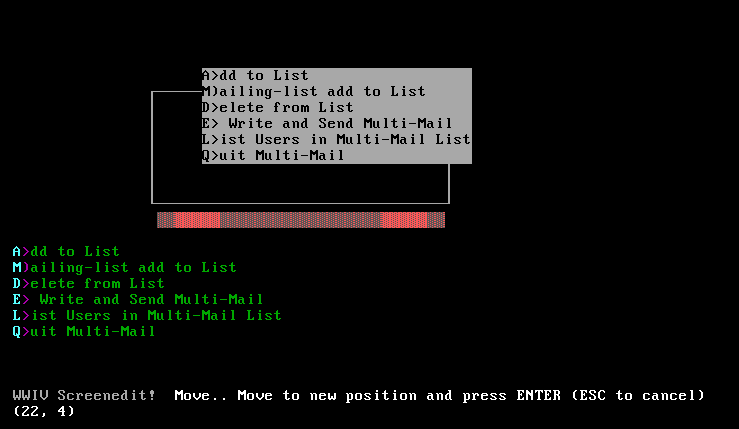 A>dd to List
M)ailing-list add to List
D>elete from List
E> Write and Send Multi-Mail
L>ist Users in Multi-Mail List
Q>uit Multi-Mail
A>dd to List
M)ailing-list add to List
D>elete from List
E> Write and Send Multi-Mail
L>ist Users in Multi-Mail List
Q>uit Multi-Mail
WWIV Screenedit!  Move.. Move to new position and press ENTER (ESC to cancel)
(22, 4)